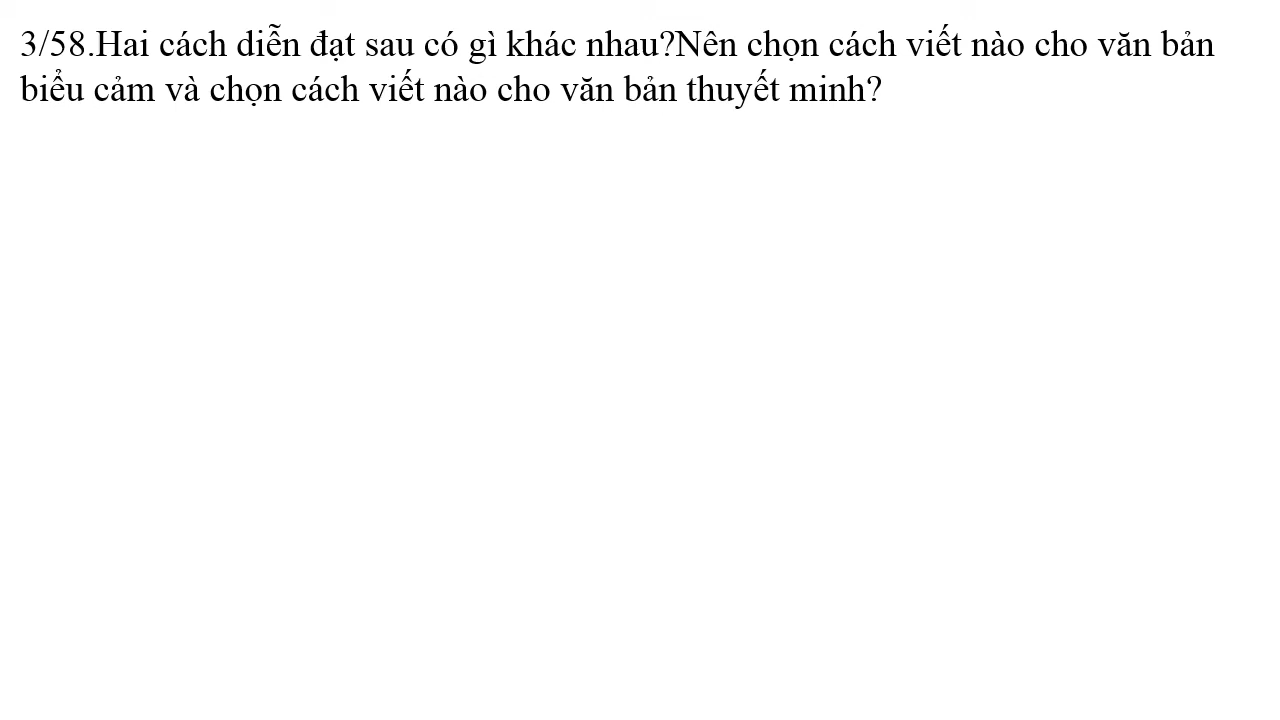 3/58.Hai cách diễn đạt sau có gì khác nhau?Nên chọn cách viết nào cho văn bản
biểu cảm và chọn cách viết nào cho văn bản thuyết minh?